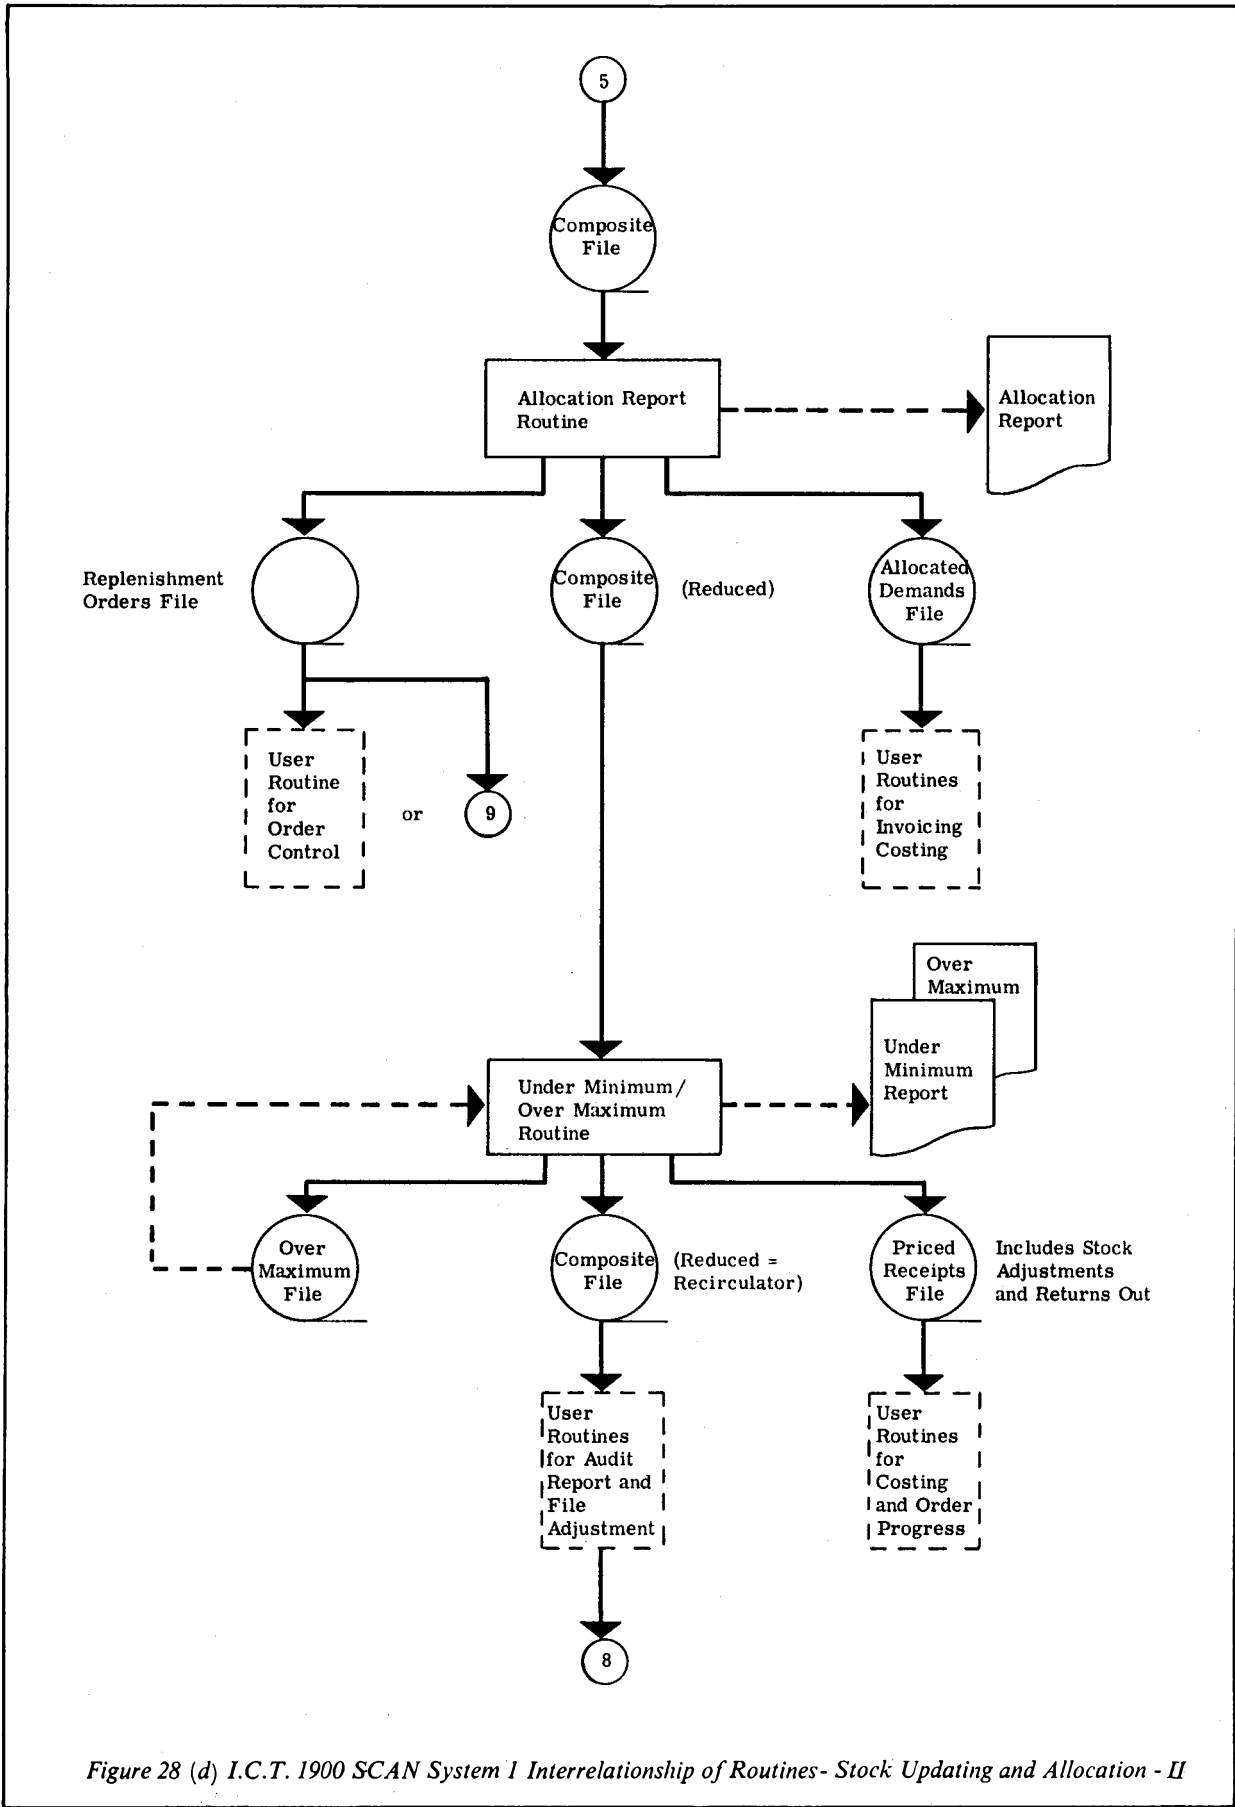 5
Composite
File
Allocation Report
Routine
Allocation
Report
Replenishment
Orders File
Composite
File
(Reduced)
Allocated
Demands
File
User
Routine
for
Order
Control
or
9
User
Routines
for
Invoicing
Costing
Over
Maximum
Under
Minimum
Report
Under Minimum/
Over Maximum
Routine
Over
Maximum
File
Composite
File
(Reduced =
Recirculator)
Priced
Receipts
File
Includes Stock
Adjustments
and Returns Out
User
Routines
for Audit
Report and
File
Adjustment
User
Routines
for
Costing
and Order
Progress
8
Figure 28 (d) I.C.T. 1900 SCAN System 1 Interrelationship of Routines- Stock Updating and Allocation - II